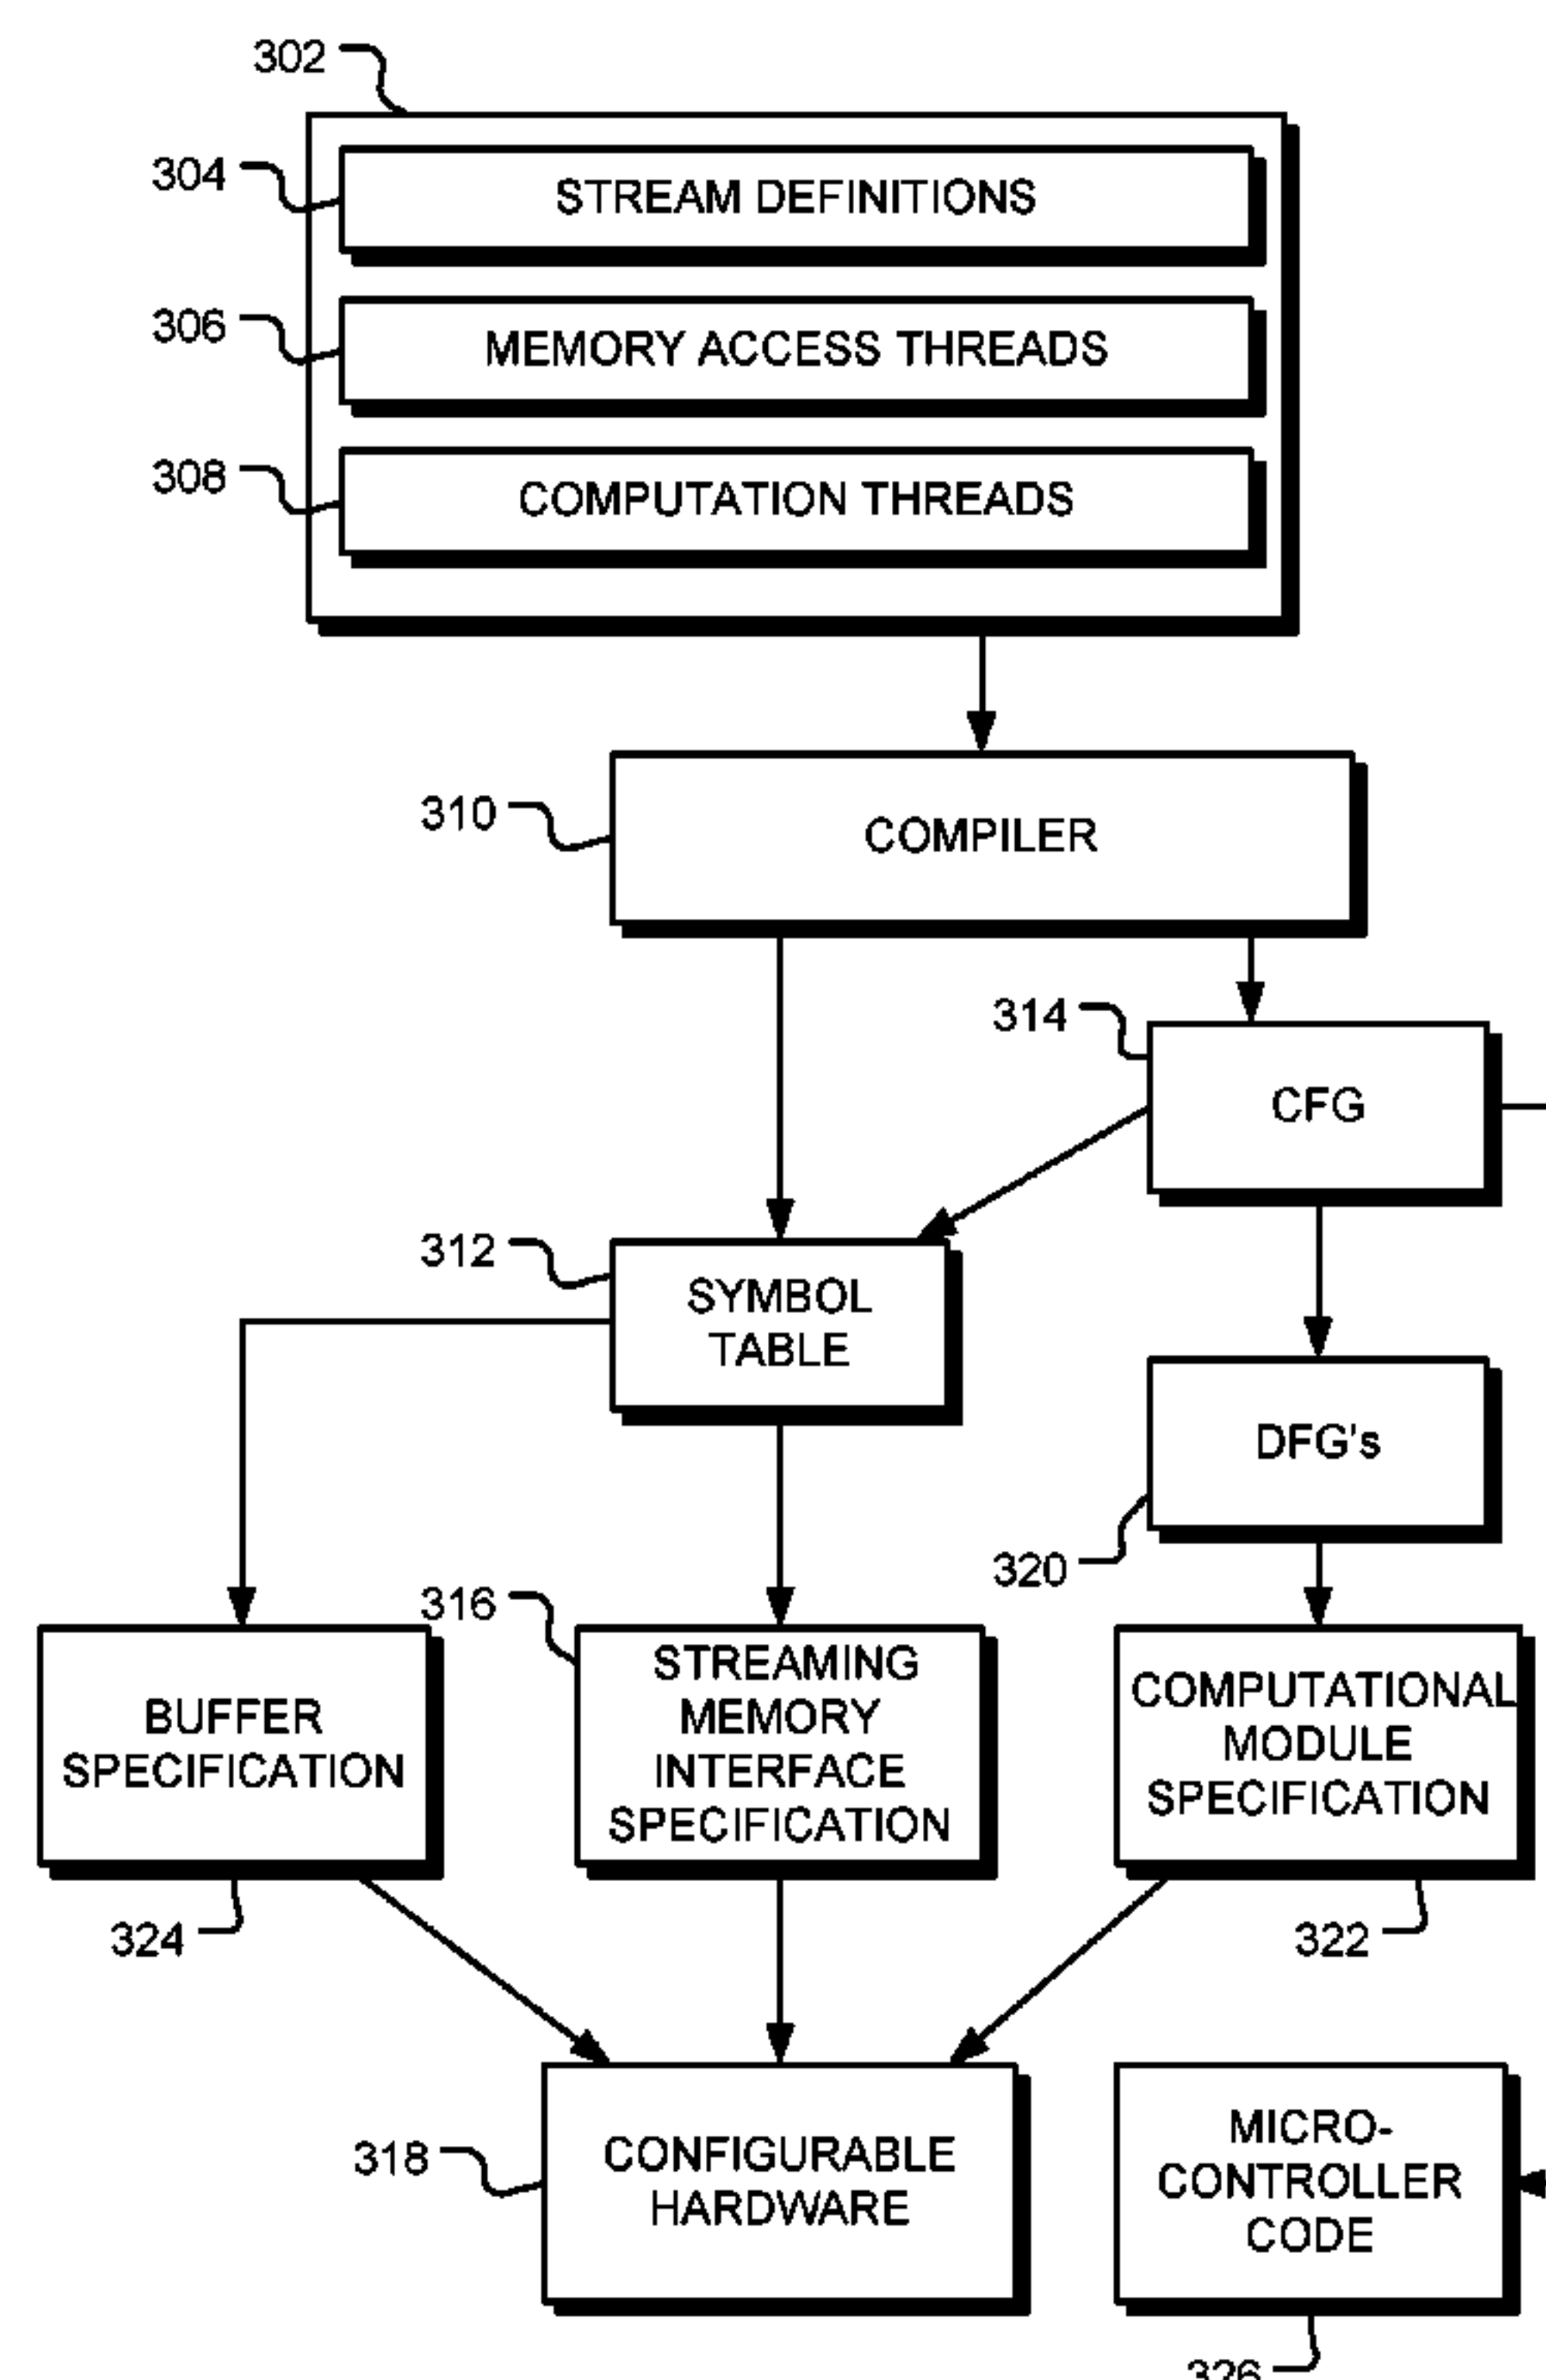 302
304
STREAM DEFINITIONS
306
MEMORY ACCESS THREADS
308
COMPUTATION THREADS
310
COMPILER
314
CFG
312
SYMBOL
TABLE
DFG's
320
316
BUFFER
SPECIFICATION
STREAMING
MEMORY
INTERFACE
SPECIFICATION
COMPUTATIONAL
MODULE
SPECIFICATION
324
322
318
CONFIGURABLE
HARDWARE
MICRO-
CONTROLLER
CODE
326